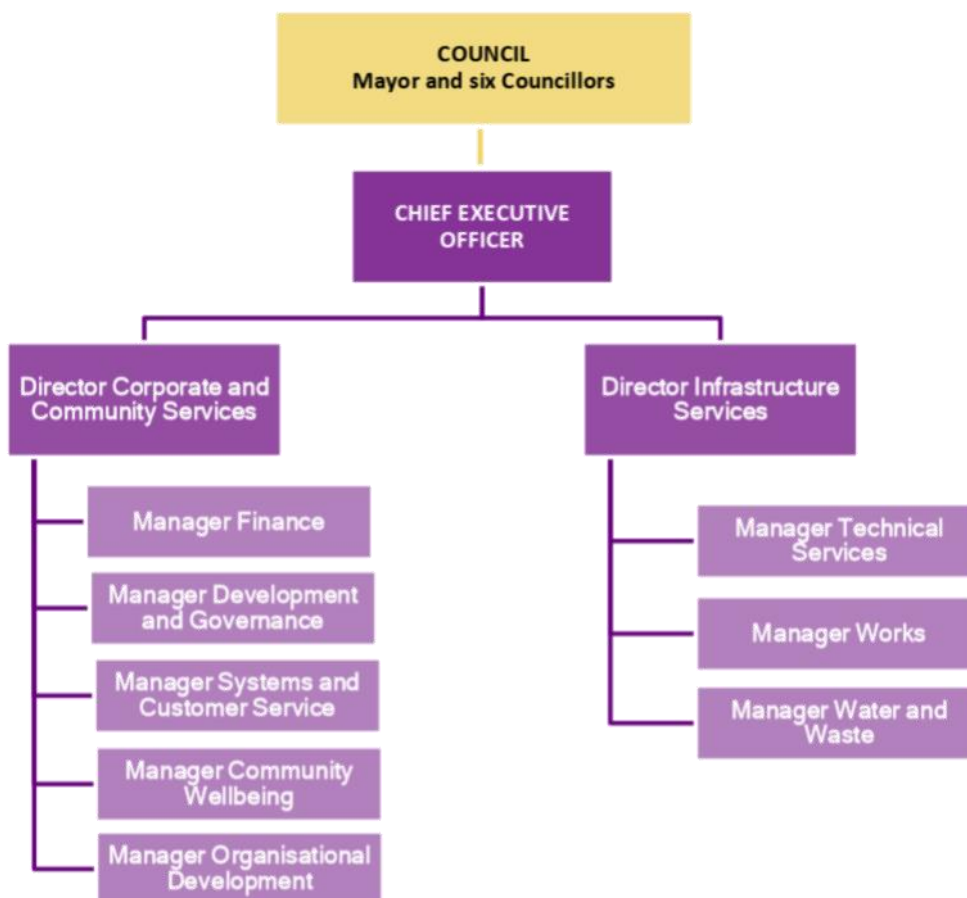 COUNCIL
Mayor and six Councillors
CHIEF EXECUTIVE
OFFICER
Director Corporate and
Community Services
Manager Finance
Manager Development
and Governance
Manager Systems and
Customer Service
Manager Community
Wellbeing
Manager Organisational
Development
Director Infrastructure
Services
Manager Technical
Services
Manager Works
Manager Water and
Waste